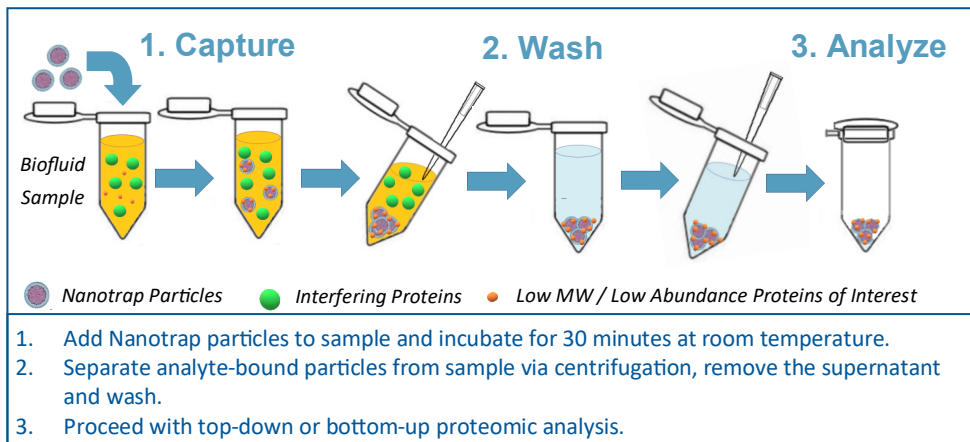 1. Capture
2. Wash
3. Analyze
Biofluid
Sample
Nanotrap Particles
Interfering Proteins
Low MW / Low Abundance Proteins of Interest
1. Add Nanotrap particles to sample and incubate for 30 minutes at room temperature.
2. Separate analyte-bound particles from sample via centrifugation, remove the supernatant
and wash.
3. Proceed with top-down or bottom-up proteomic analysis.